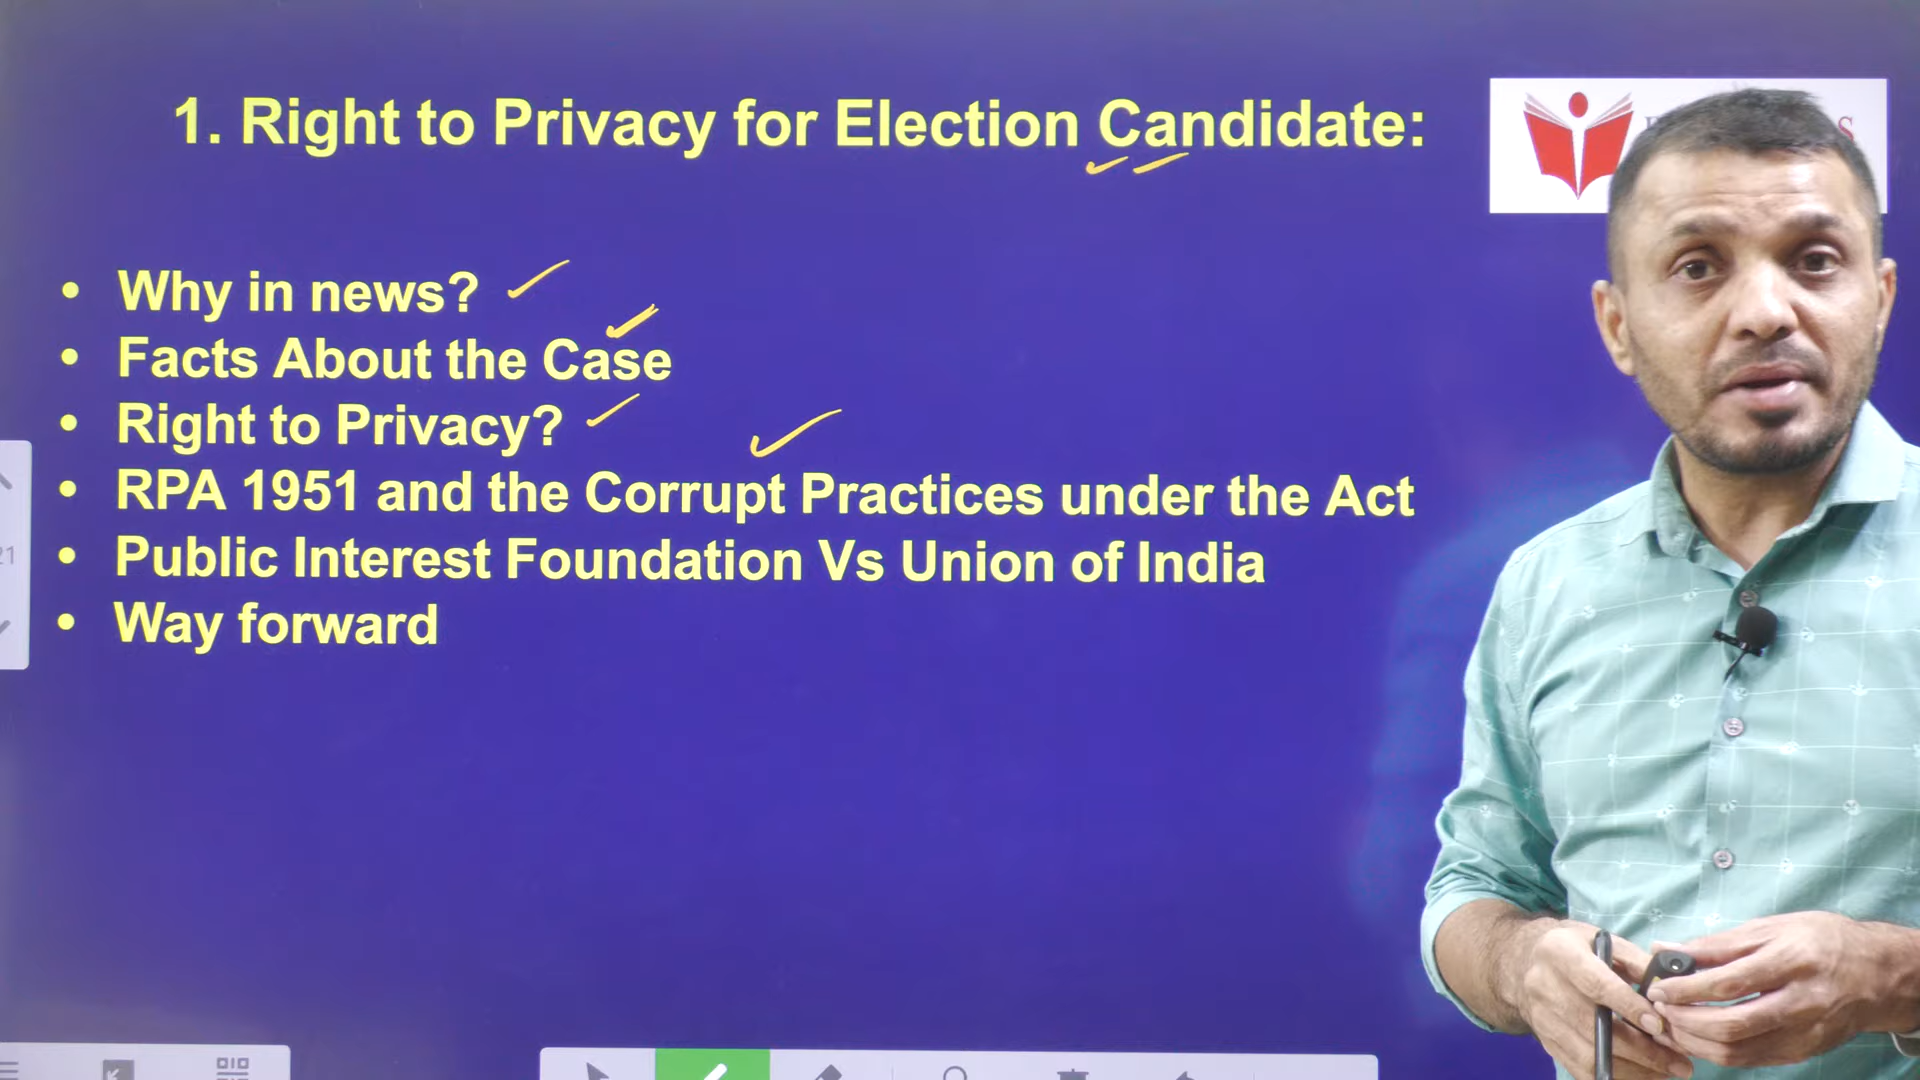 1. Right to Privacy for Election Candidate:
• Why in news?
• Facts About the Case
• Right to Privacy?
• RPA 1951 and the Corrupt Practices under the Act
• Public Interest Foundation Vs Union of India
• Way forward
21